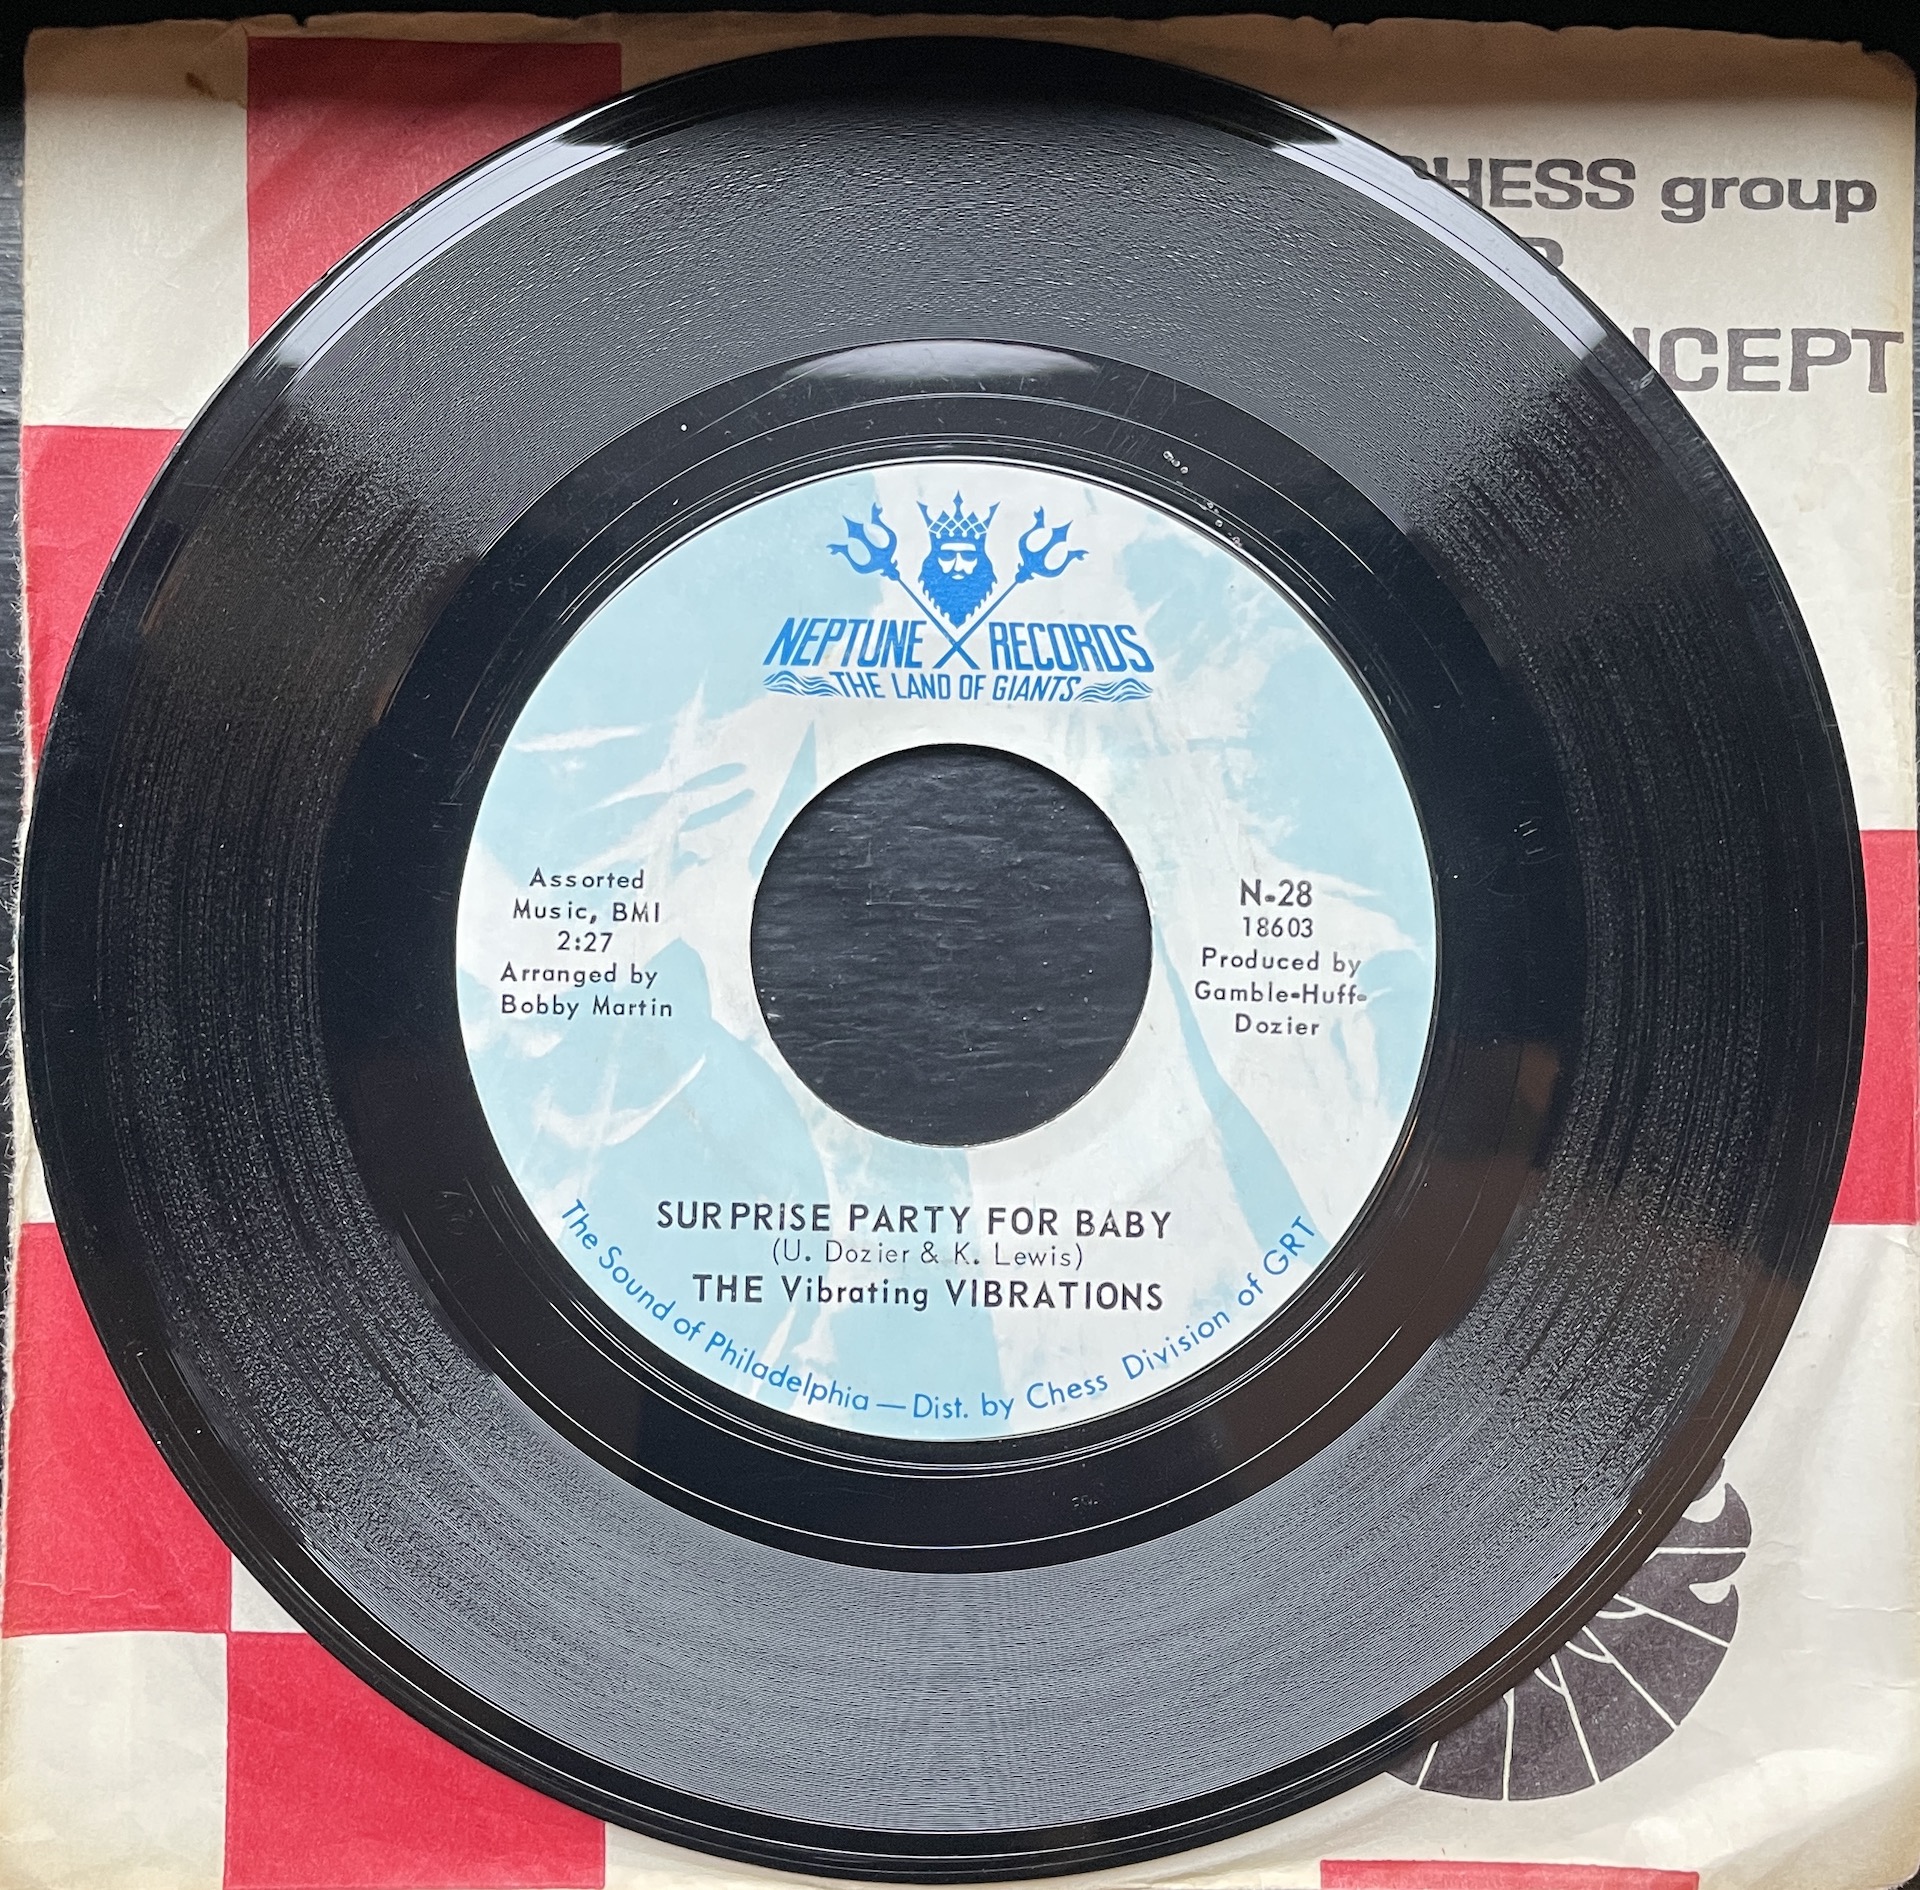 CHESS group
NEPTUNE RECORDS
THE LAND OF GIANTS
Assorted
Music, BMI
2:27
Arranged by
Bobby Martin
N-28
18603
Produced by
Gamble-Huff-
Dozier
SURPRISE PARTY FOR BABY
(U. Dozier & K. Lewis)
THE Vibrating VIBRATIONS
The Sound of Philadelphia — Dist. by Chess Division of GRT